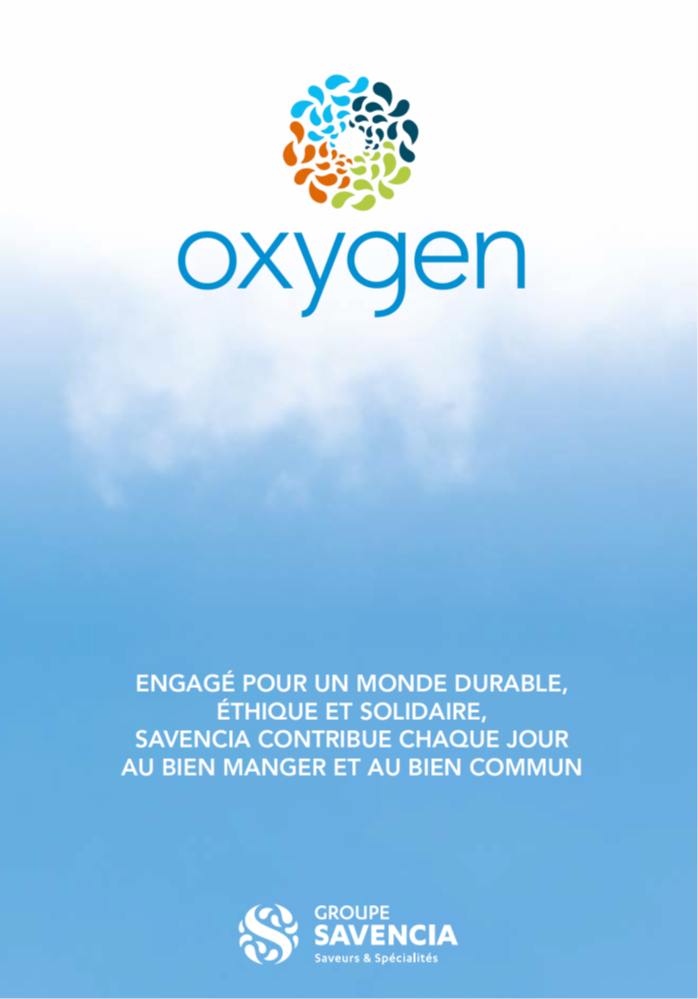 oxygen
ENGAGÉ POUR UN MONDE DURABLE,
ÉTHIQUE ET SOLIDAIRE,
SAVENCIA CONTRIBUE CHAQUE JOUR
AU BIEN MANGER ET AU BIEN COMMUN
GROUPE
SAVENCIA
Saveurs & Spécialités